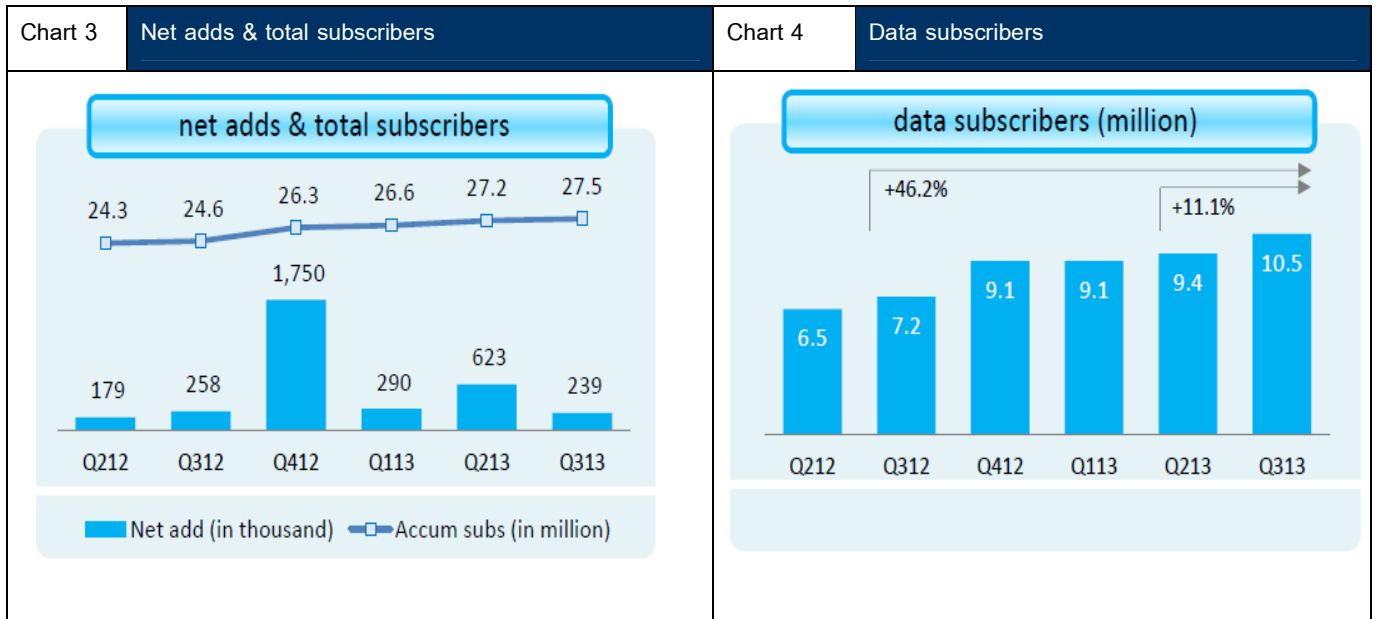 Chart 3
Net adds & total subscribers
net adds & total subscribers
24.3 24.6 26.3 26.6 27.2 27.5
179 258 1,750 290 623 239
Q212 Q312 Q412 Q113 Q213 Q313
Net add (in thousand) Accum subs (in million)
Chart 4
Data subscribers
data subscribers (million)
+46.2%
+11.1%
6.5 7.2 9.1 9.1 9.4 10.5
Q212 Q312 Q412 Q113 Q213 Q313